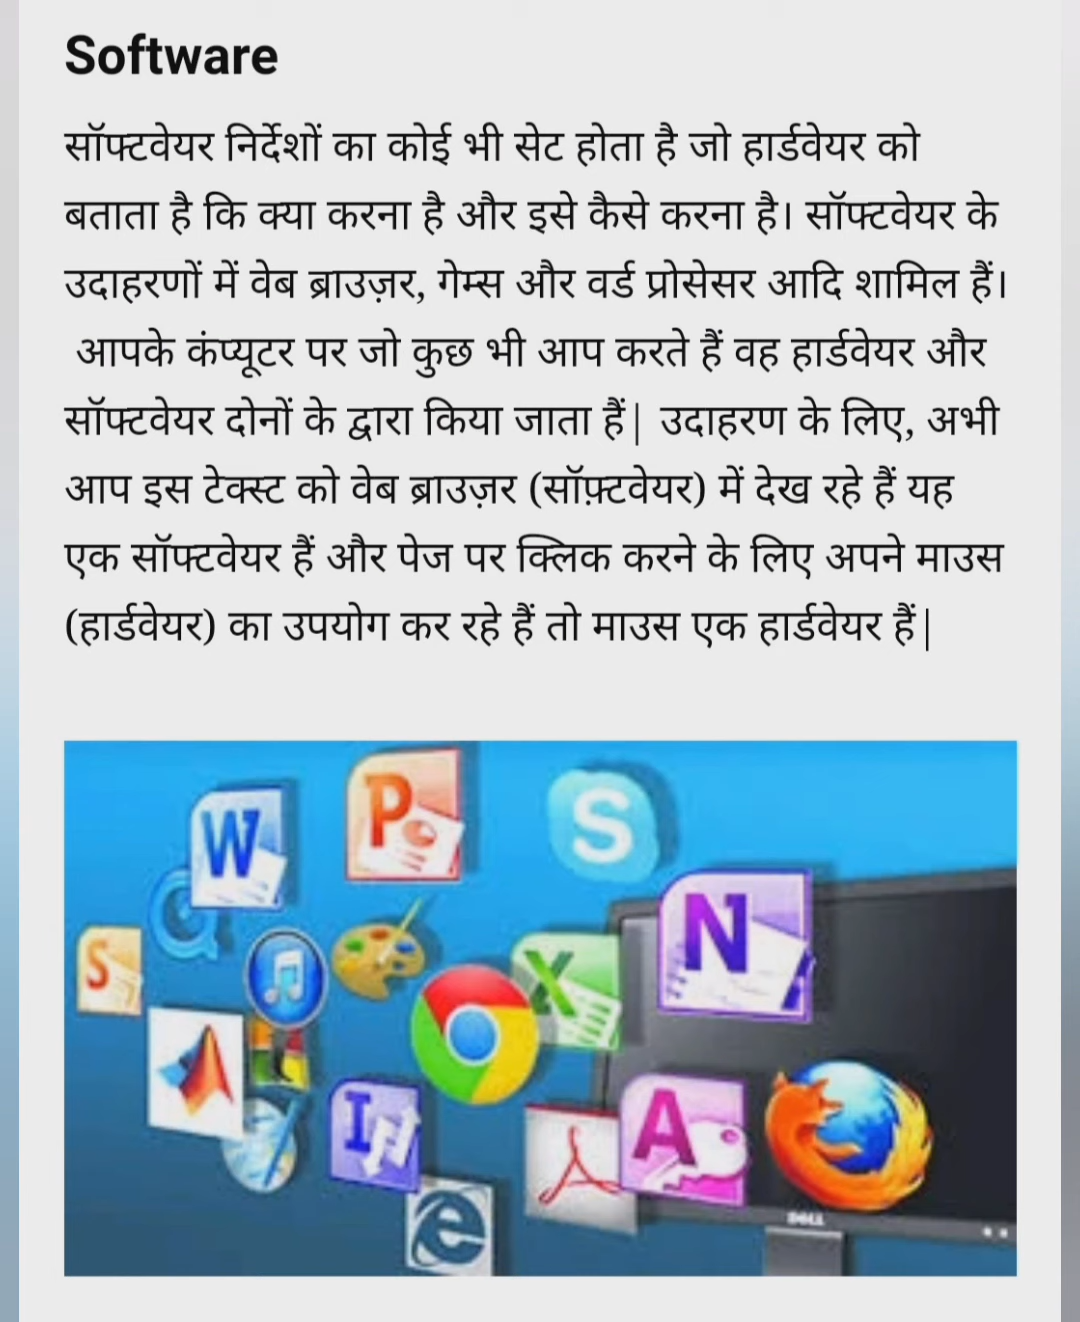 Software
सॉफ्टवेयर निर्देशों का कोई भी सेट होता है जो हार्डवेयर को
बताता है कि क्या करना है और इसे कैसे करना है। सॉफ्टवेयर के
उदाहरणों में वेब ब्राउज़र, गेम्स और वर्ड प्रोसेसर आदि शामिल हैं।
आपके कंप्यूटर पर जो कुछ भी आप करते हैं वह हार्डवेयर और
सॉफ्टवेयर दोनों के द्वारा किया जाता हैं| उदाहरण के लिए, अभी
आप इस टेक्स्ट को वेब ब्राउज़र (सॉफ़्टवेयर) में देख रहे हैं यह
एक सॉफ्टवेयर हैं और पेज पर क्लिक करने के लिए अपने माउस
(हार्डवेयर) का उपयोग कर रहे हैं तो माउस एक हार्डवेयर हैं|
W
P
S
N
S
X
I
A
e
DELL